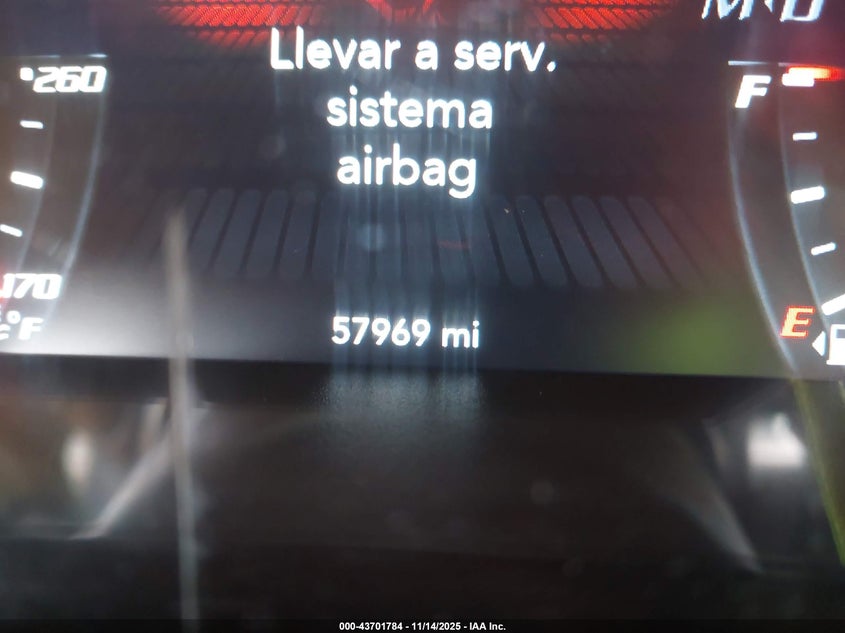 Llevar a serv.
sistema
airbag
260
F
170
°F
E
57969 mi
000-43701784 - 11/14/2025 - IAA Inc.